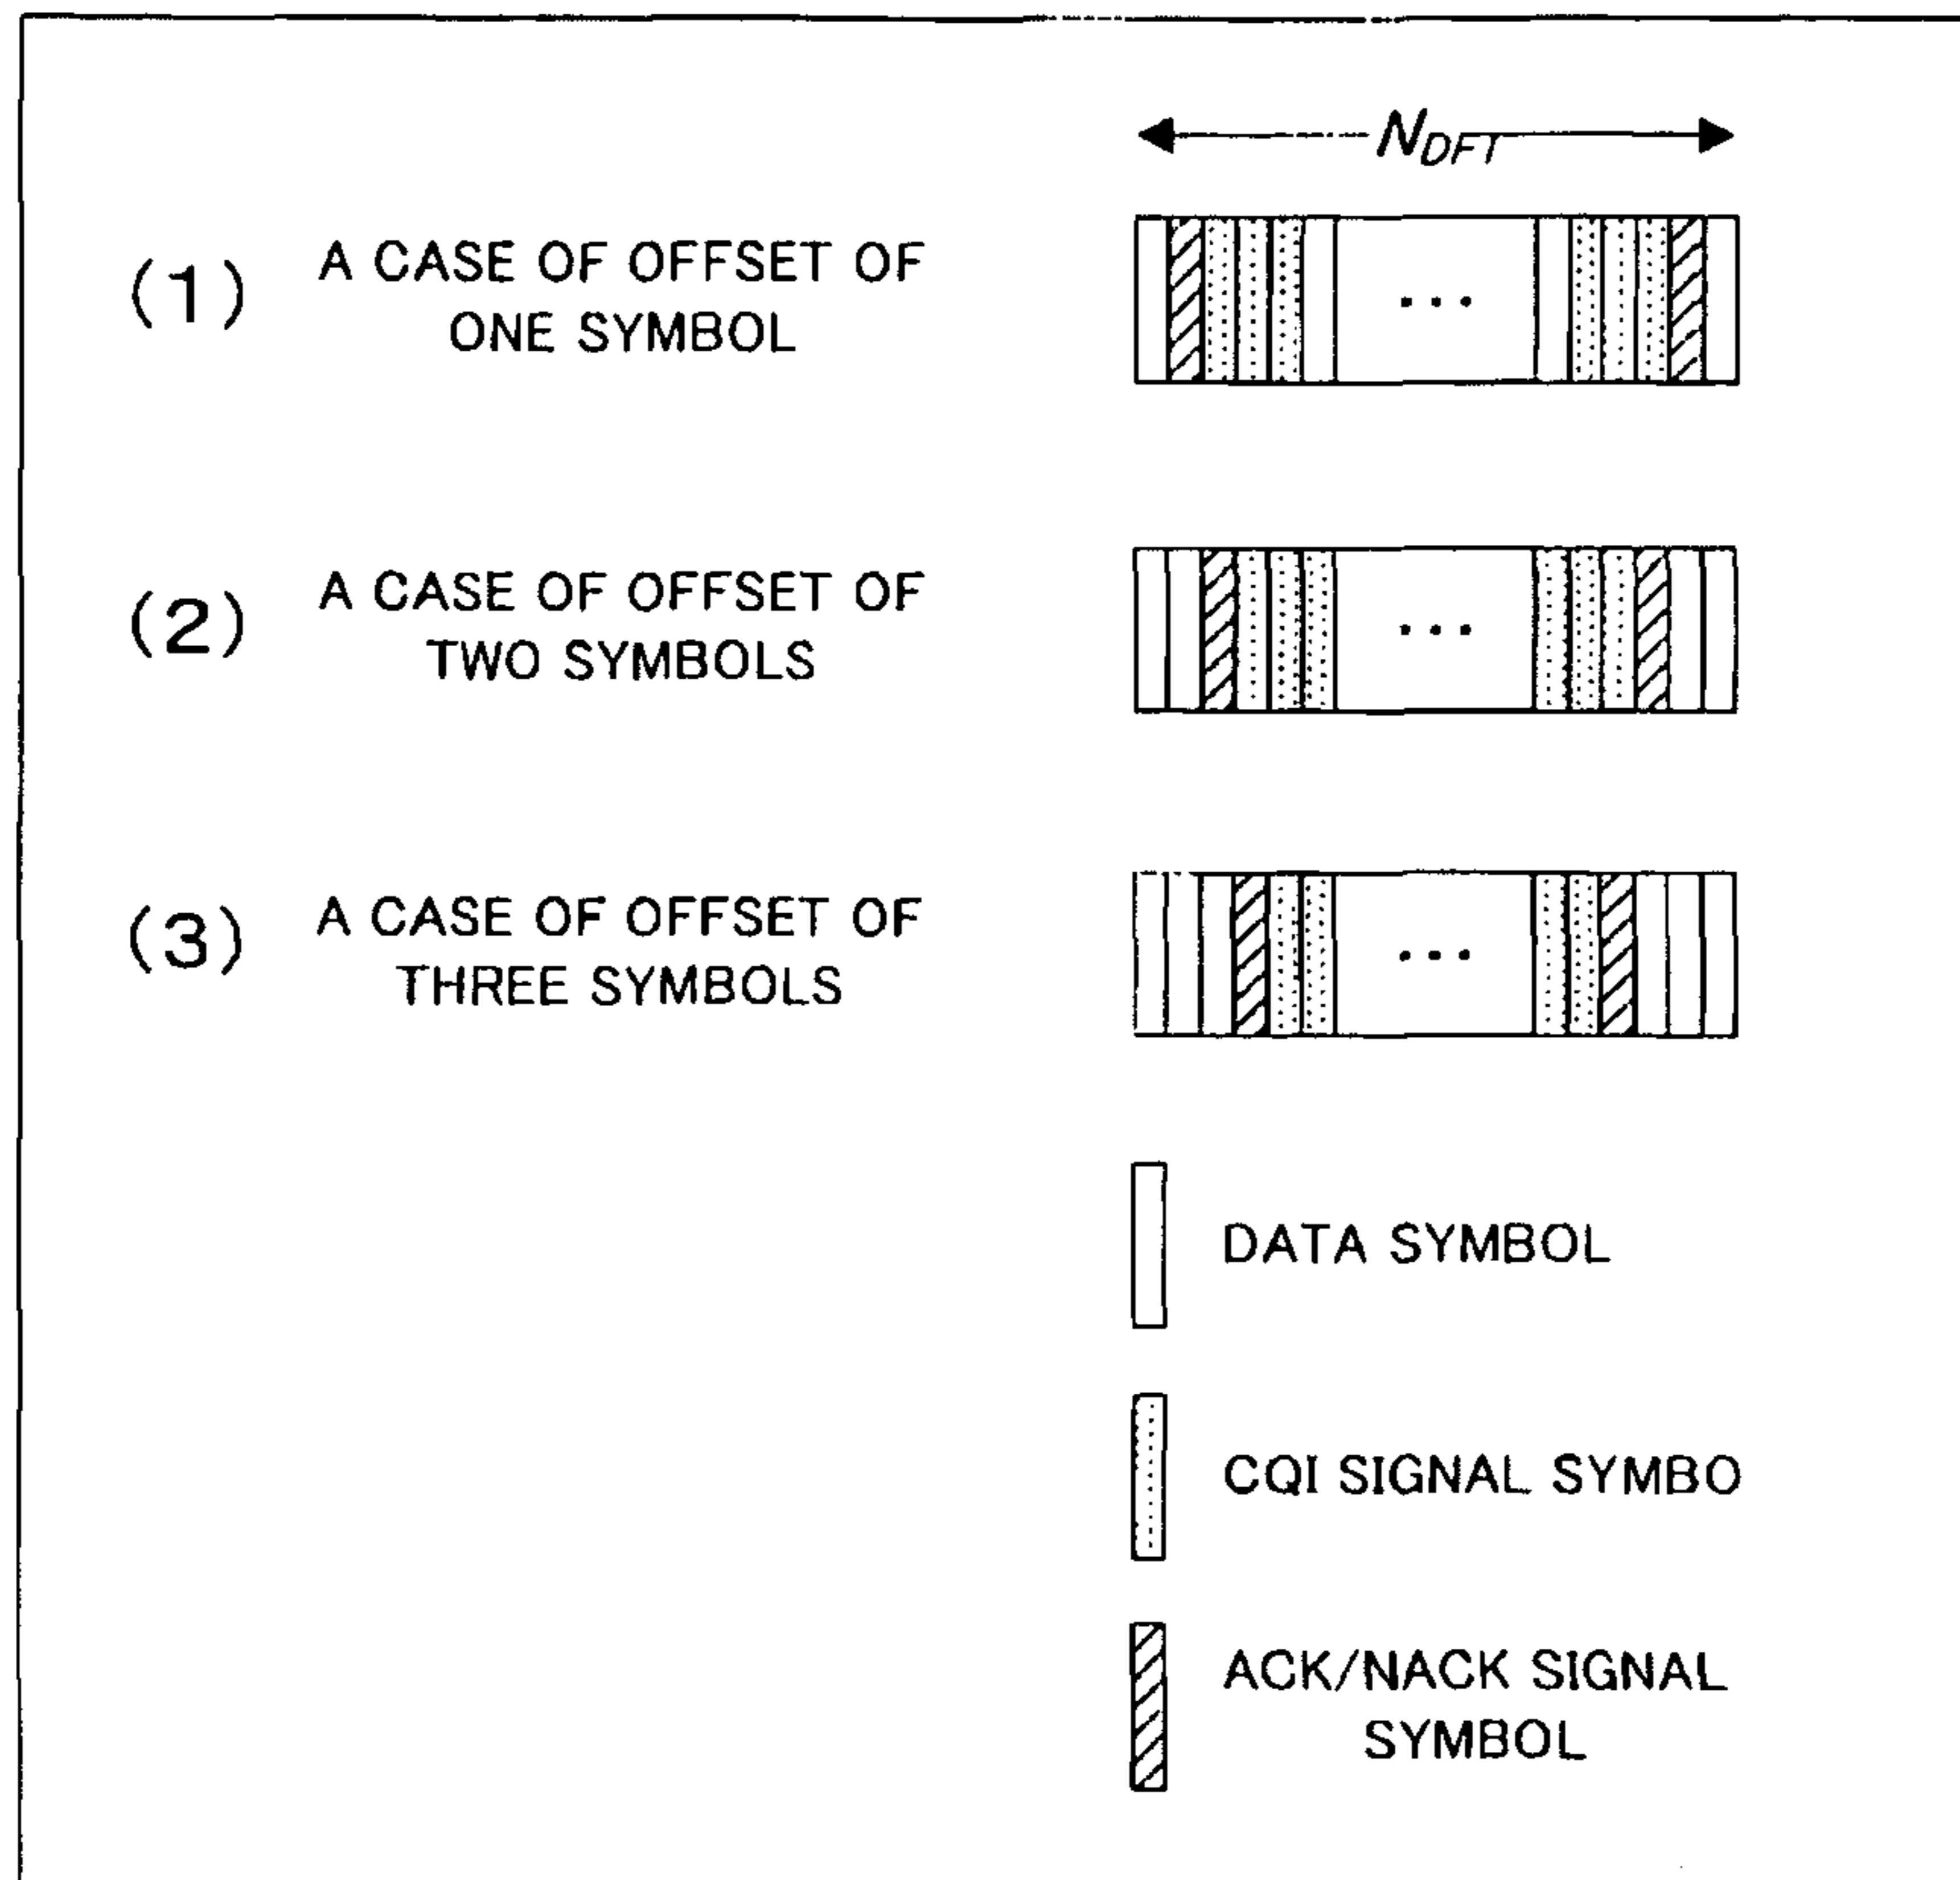 N_DFT
(1) A CASE OF OFFSET OF
ONE SYMBOL
...
(2) A CASE OF OFFSET OF
TWO SYMBOLS
...
(3) A CASE OF OFFSET OF
THREE SYMBOLS
...
DATA SYMBOL
CQI SIGNAL SYMBO
ACK/NACK SIGNAL
SYMBOL